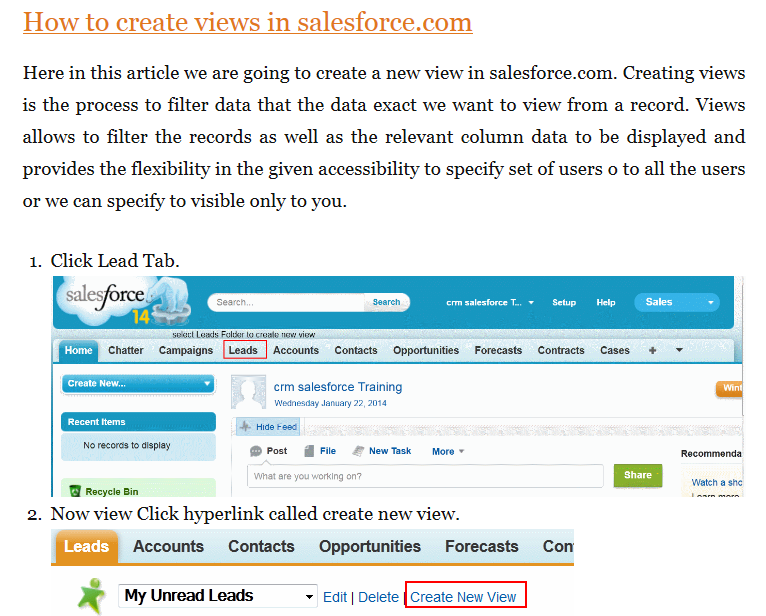 How to create views in salesforce.com
Here in this article we are going to create a new view in salesforce.com. Creating views
is the process to filter data that the data exact we want to view from a record. Views
allows to filter the records as well as the relevant column data to be displayed and
provides the flexibility in the given accessibility to specify set of users o to all the users
or we can specify to visible only to you.
1. Click Lead Tab.
salesforce
14
Search... Search crm salesforce T... Setup Help Sales
select Leads Folder to create new view
Home Chatter Campaigns Leads Accounts Contacts Opportunities Forecasts Contracts Cases +
Create New...
crm salesforce Training
Wednesday January 22, 2014
Recent Items
Hide Feed
No records to display
Post File New Task More
Recommenda
What are you working on? Share
Watch a sho
Recycle Bin
2. Now view Click hyperlink called create new view.
Leads Accounts Contacts Opportunities Forecasts Con
My Unread Leads Edit | Delete | Create New View